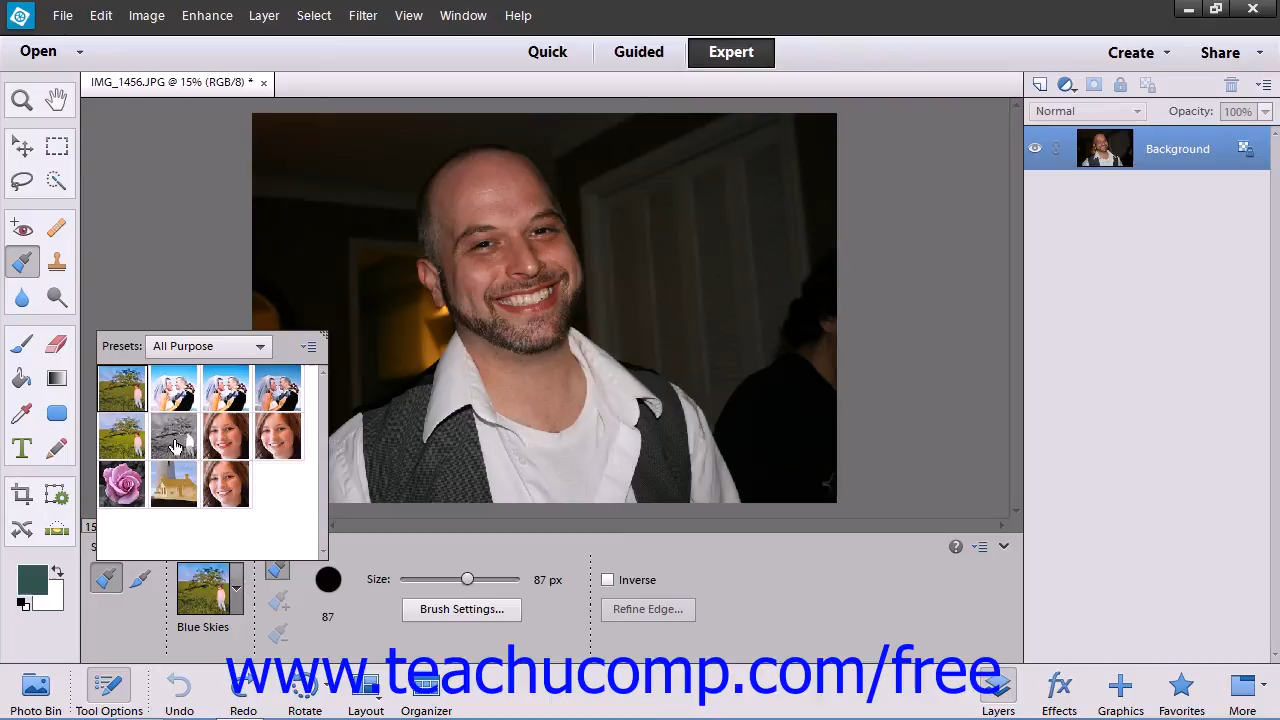 File Edit Image Enhance Layer Select Filter View Window Help
Open Quick Guided Expert Create Share
IMG_1456.JPG @ 15% (RGB/8) * ×
Normal Opacity: 100%
Background
Presets: All Purpose
15
Size: 87 px Inverse
Brush Settings... Refine Edge...
87
Blue Skies
www.teachucomp.com/free
Photo Bin Tool Options Undo Redo Rotate Layout Organizer Layers Effects Graphics Favorites More